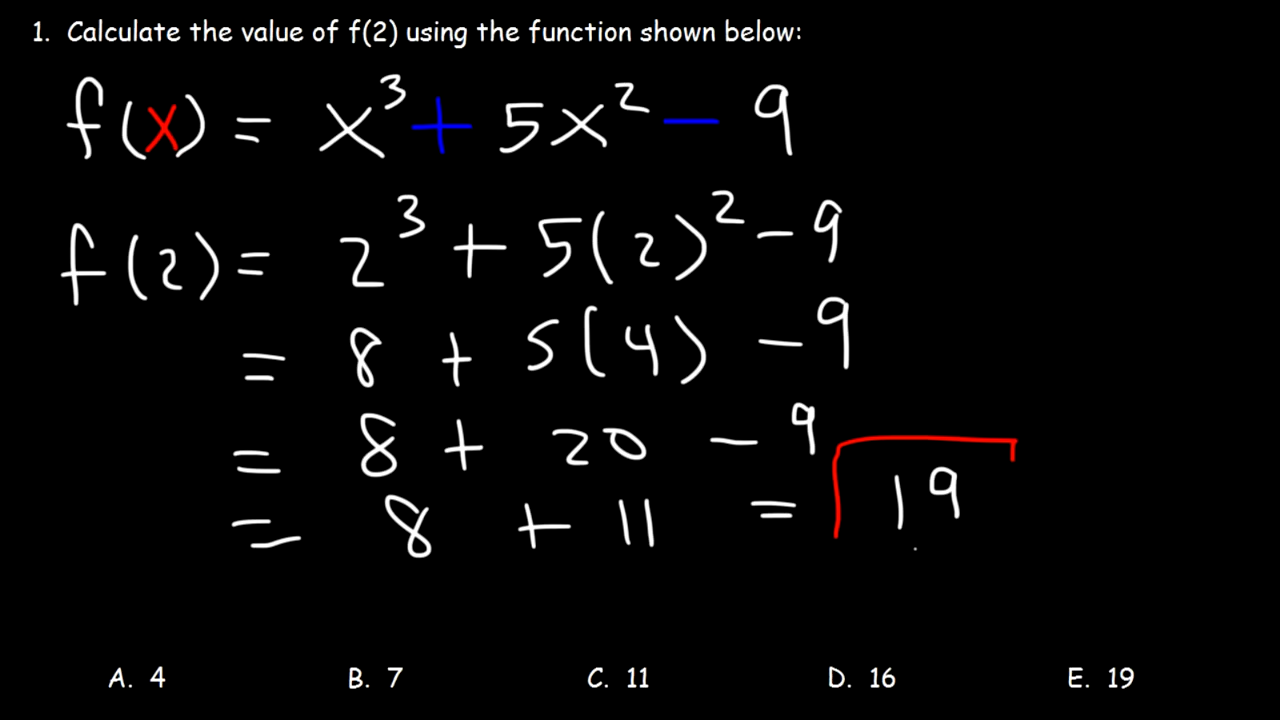 1. Calculate the value of f(2) using the function shown below:
f(x) = x³ + 5x² - 9
f(2) = 2³ + 5(2)² - 9
= 8 + 5(4) - 9
= 8 + 20 - 9
= 8 + 11 = 19
A. 4 B. 7 C. 11 D. 16 E. 19